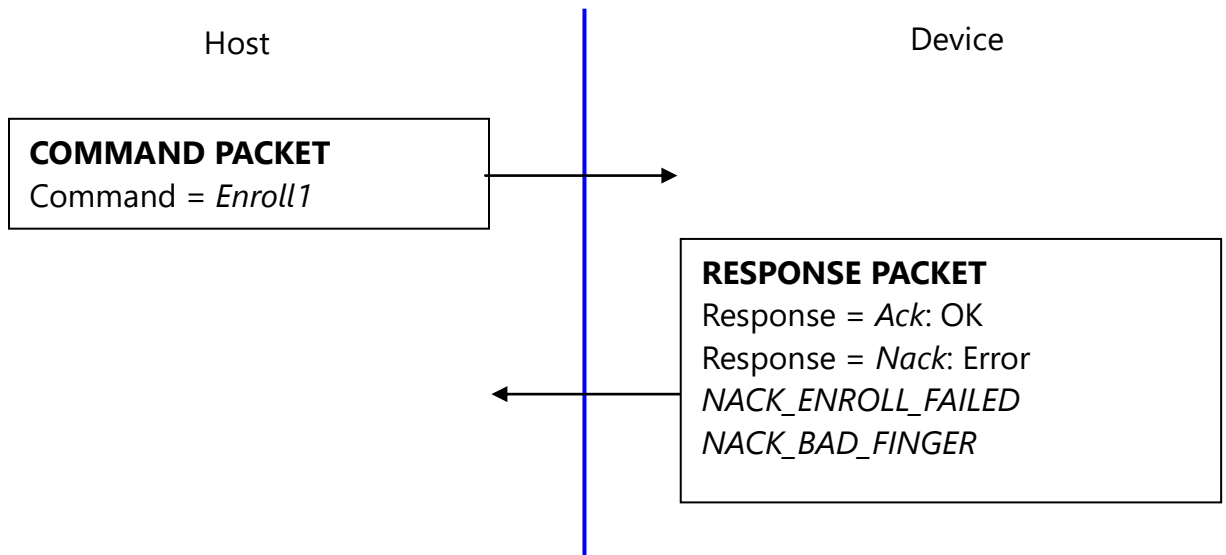 Host
Device
COMMAND PACKET
Command = Enroll1
RESPONSE PACKET
Response = Ack: OK
Response = Nack: Error
NACK_ENROLL_FAILED
NACK_BAD_FINGER